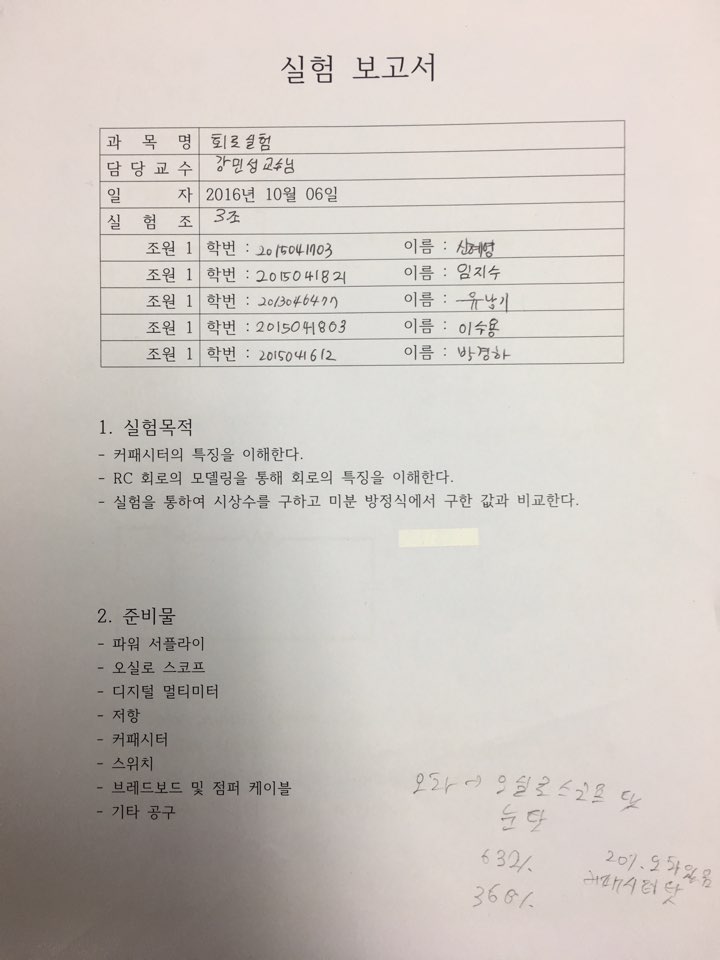 실험 보고서
과 목 명 회로실험
담 당 교 수 강민성교수님
일 자 2016년 10월 06일
실 험 조 3조
조원 1 학번 : 2015041703 이름 : 신예영
조원 1 학번 : 2015041821 이름 : 임지수
조원 1 학번 : 2013046477 이름 : 유남기
조원 1 학번 : 2015041803 이름 : 이수용
조원 1 학번 : 2015041612 이름 : 박경하
1. 실험목적
- 커패시터의 특징을 이해한다.
- RC 회로의 모델링을 통해 회로의 특징을 이해한다.
- 실험을 통하여 시상수를 구하고 미분 방정식에서 구한 값과 비교한다.
2. 준비물
- 파워 서플라이
- 오실로 스코프
- 디지털 멀티미터
- 저항
- 커패시터
- 스위치
- 브레드보드 및 점퍼 케이블
- 기타 공구
오차 → 오실로스코프 탓
눈 탓
632%
20%. 오차있음
368%
커패시터 탓